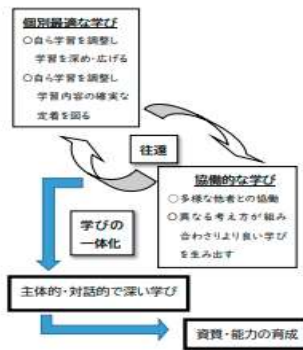 個別最適な学び
○自ら学習を調整し
学習を深め・広げる
○自ら学習を調整し
学習内容の確実な
定着を図る
往還
協働的な学び
○多様な他者との協働
○異なる考え方が組み
合わさりより良い学び
を生み出す
学びの
一体化
主体的・対話的で深い学び
資質・能力の育成